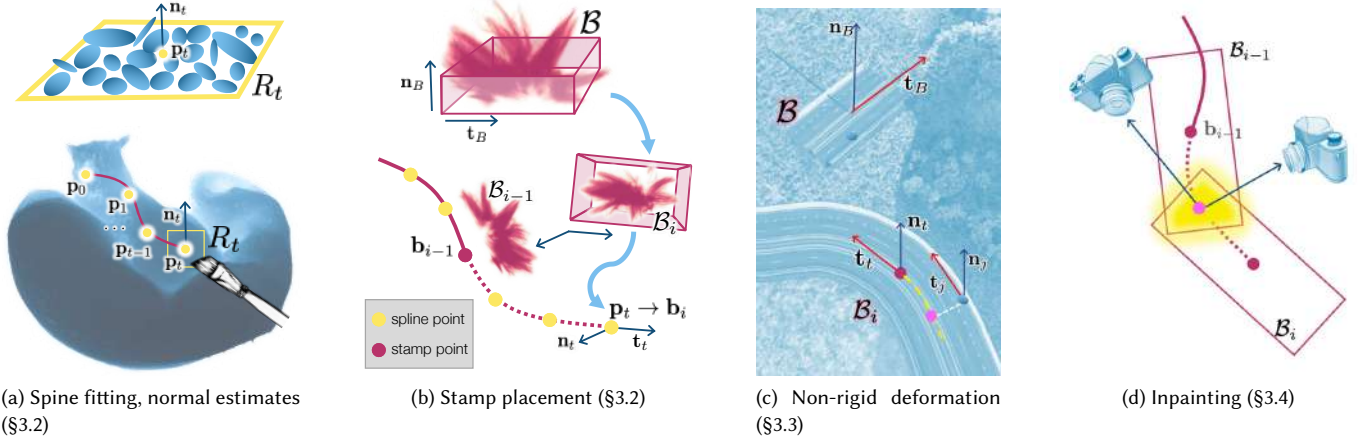 n_t
p_t
R_t
p_0
p_1
...
p_{t-1}
n_t
p_t
R_t
(a) Spine fitting, normal estimates
(§3.2)
B
n_B
t_B
B_{i-1}
B_i
b_{i-1}
p_t → b_i
n_t
t_t
spline point
stamp point
(b) Stamp placement (§3.2)
n_B
t_B
B
n_t
t_t
n_j
t_j
B_i
(c) Non-rigid deformation
(§3.3)
B_{i-1}
b_{i-1}
B_i
(d) Inpainting (§3.4)